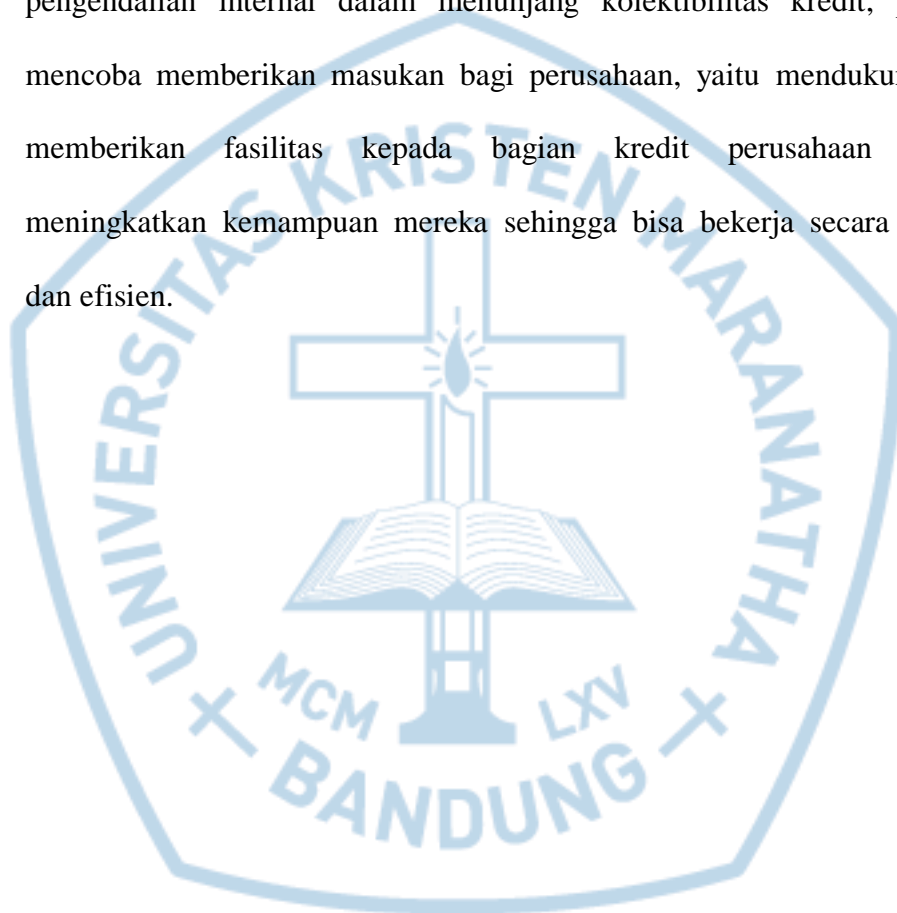 pengendalian internal dalam menunjang kolektibilitas kredit,
mencoba memberikan masukan bagi perusahaan, yaitu
memberikan fasilitas kepada bagian kredit perusahaan
meningkatkan kemampuan mereka sehingga bisa bekerja secara
dan efisien.
UNIVERSITAS KRISTEN MARANATHA
MCM LXV
BANDUNG